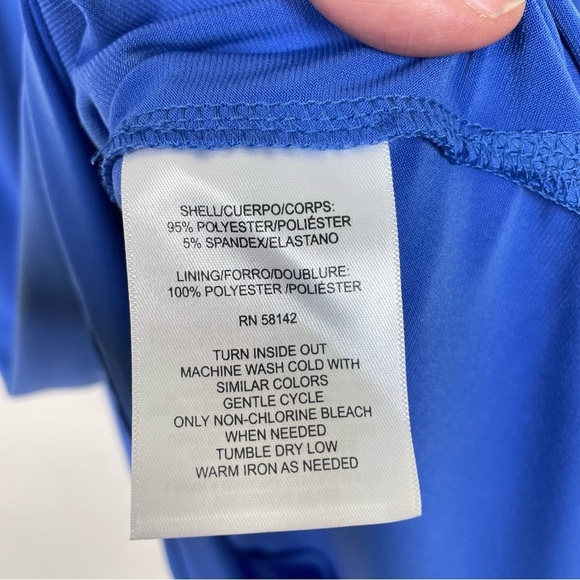 SHELL/CUERPO/CORPS:
95% POLYESTER/POLIÉSTER
5% SPANDEX/ELASTANO
LINING/FORRO/DOUBLURE:
100% POLYESTER /POLIÉSTER
RN 58142
TURN INSIDE OUT
MACHINE WASH COLD WITH
SIMILAR COLORS
GENTLE CYCLE
ONLY NON-CHLORINE BLEACH
WHEN NEEDED
TUMBLE DRY LOW
WARM IRON AS NEEDED